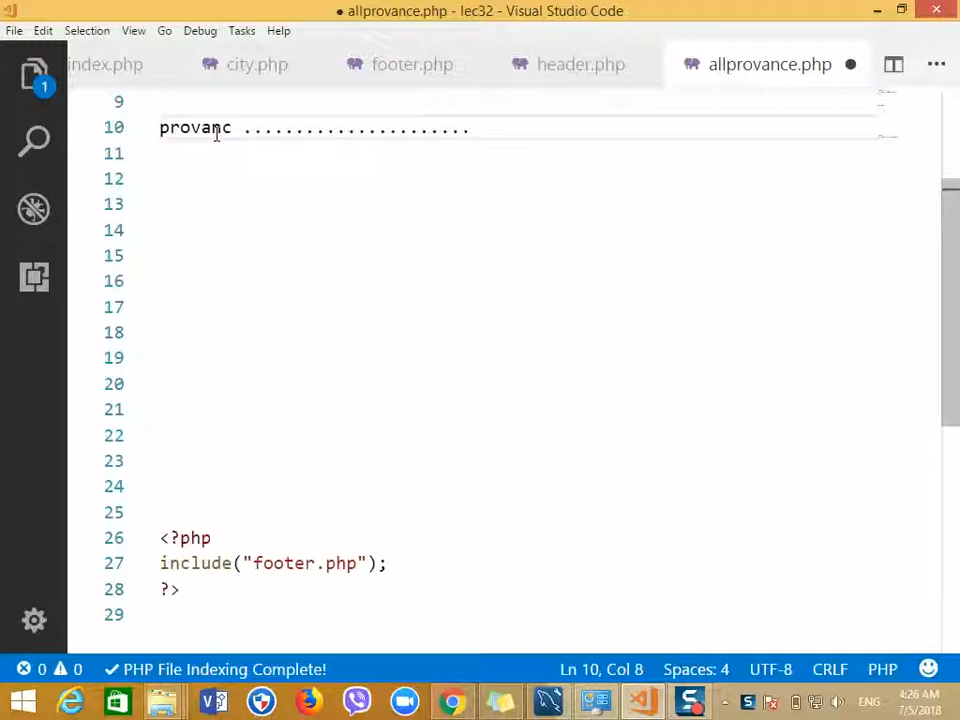 ● allprovance.php - lec32 - Visual Studio Code
File Edit Selection View Go Debug Tasks Help
index.php city.php footer.php header.php allprovance.php ●
1
9
10 provanc ......................
11
12
13
14
15
16
17
18
19
20
21
22
23
24
25
26 <?php
27 include("footer.php");
28 ?>
29
0 0 ✓ PHP File Indexing Complete! Ln 10, Col 8 Spaces: 4 UTF-8 CRLF PHP
ENG
4:26 AM
7/5/2018